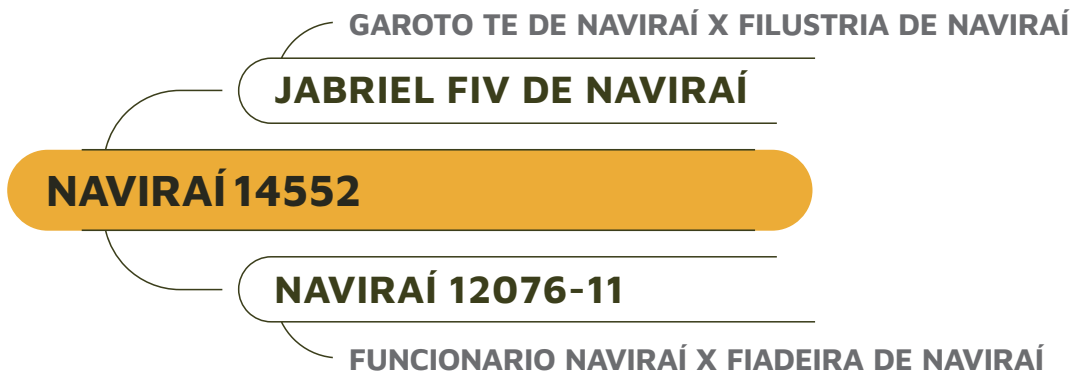 GAROTO TE DE NAVIRAÍ X FILUSTRIA DE NAVIRAÍ
JABRIEL FIV DE NAVIRAÍ
NAVIRAÍ 14552
NAVIRAÍ 12076-11
FUNCIONARIO NAVIRAÍ X FIADEIRA DE NAVIRAÍ